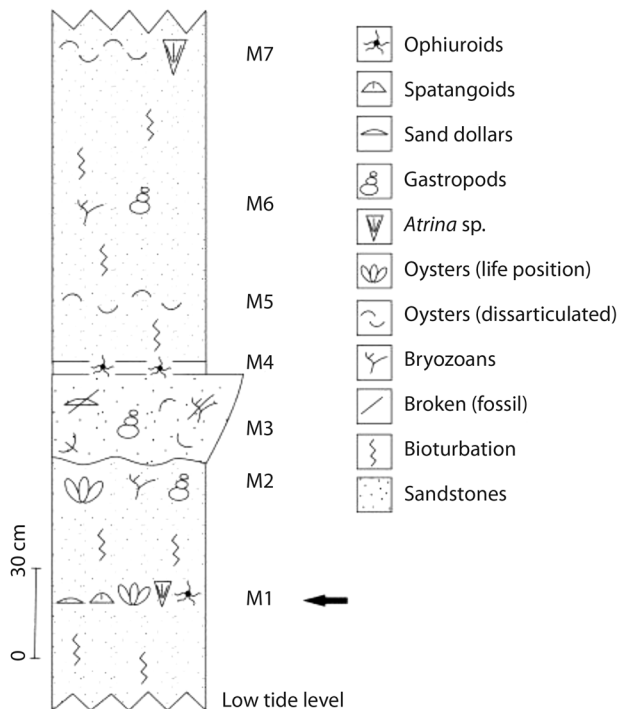 M7
M6
M5
M4
M3
M2
M1
30 cm
0
Low tide level
Ophiuroids
Spatangoids
Sand dollars
Gastropods
Atrina sp.
Oysters (life position)
Oysters (dissarticulated)
Bryozoans
Broken (fossil)
Bioturbation
Sandstones